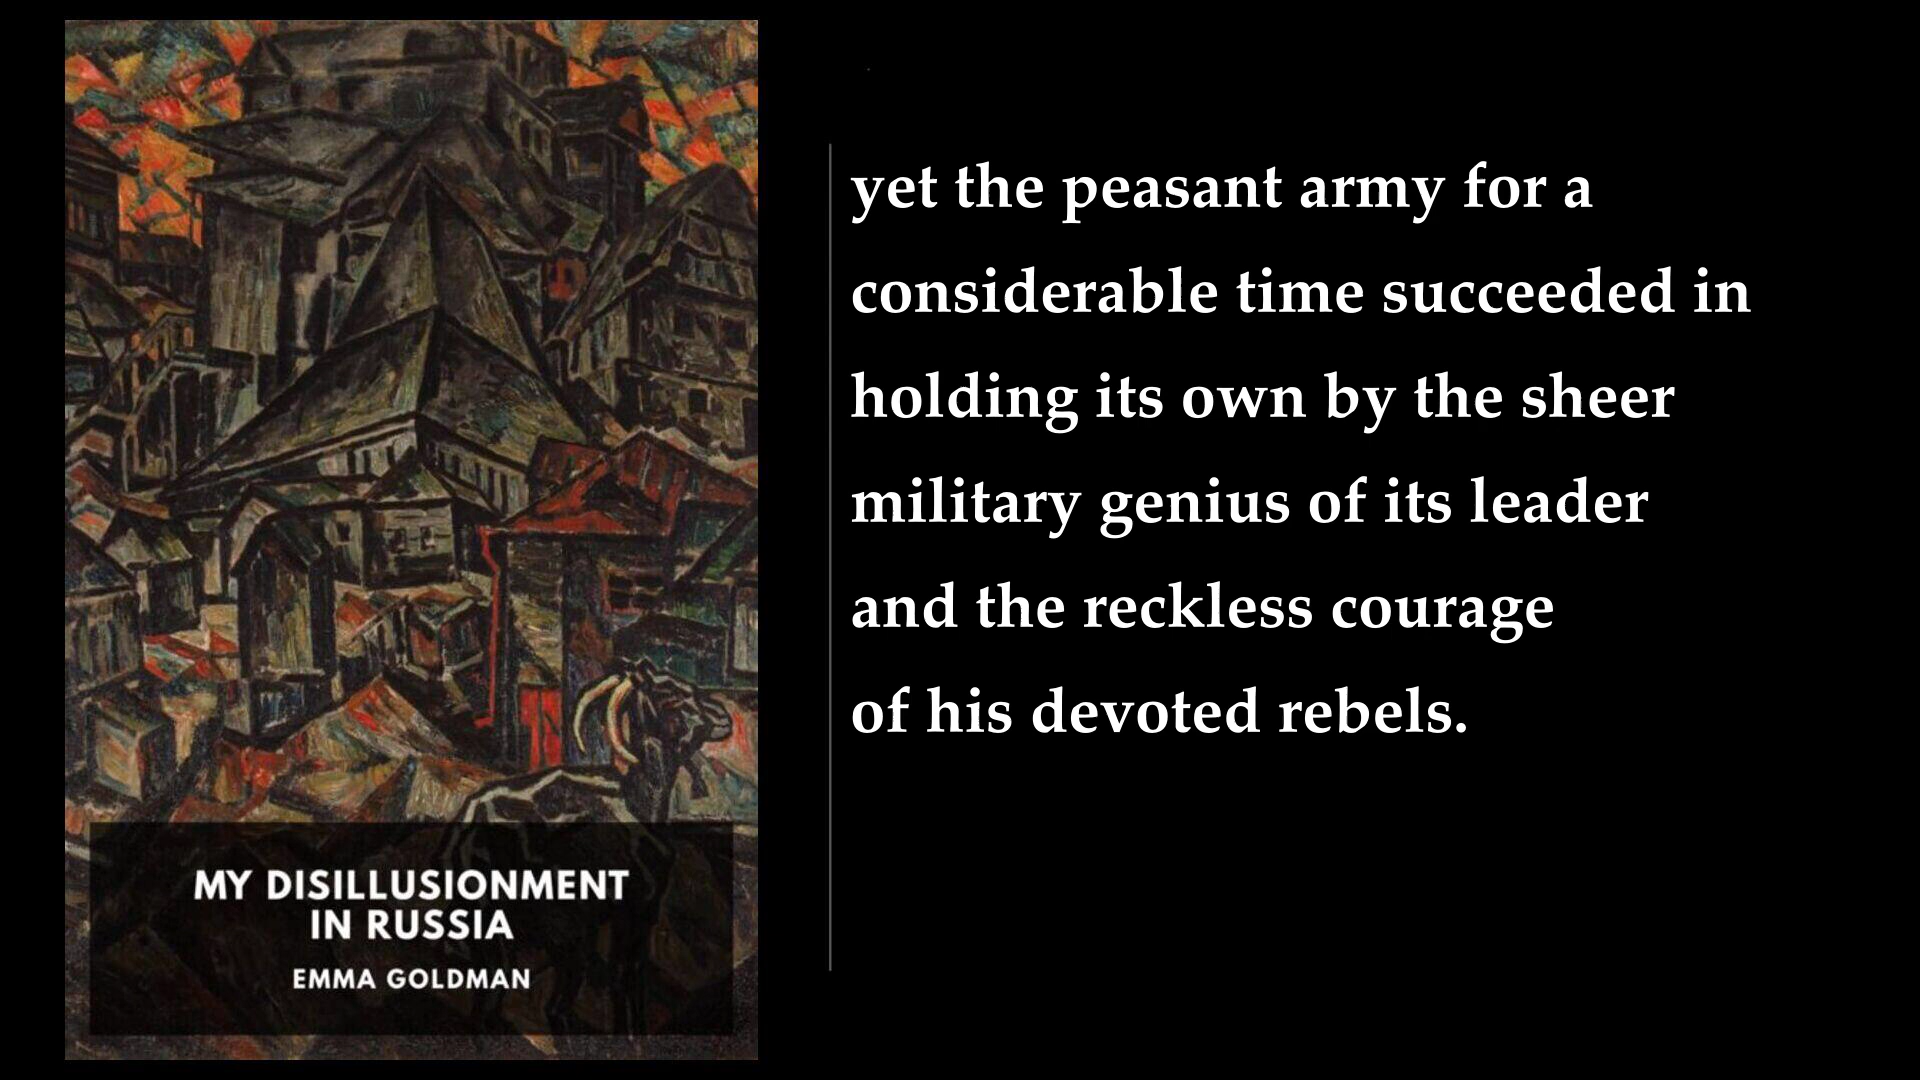 MY DISILLUSIONMENT
IN RUSSIA
EMMA GOLDMAN
yet the peasant army for a
considerable time succeeded in
holding its own by the sheer
military genius of its leader
and the reckless courage
of his devoted rebels.